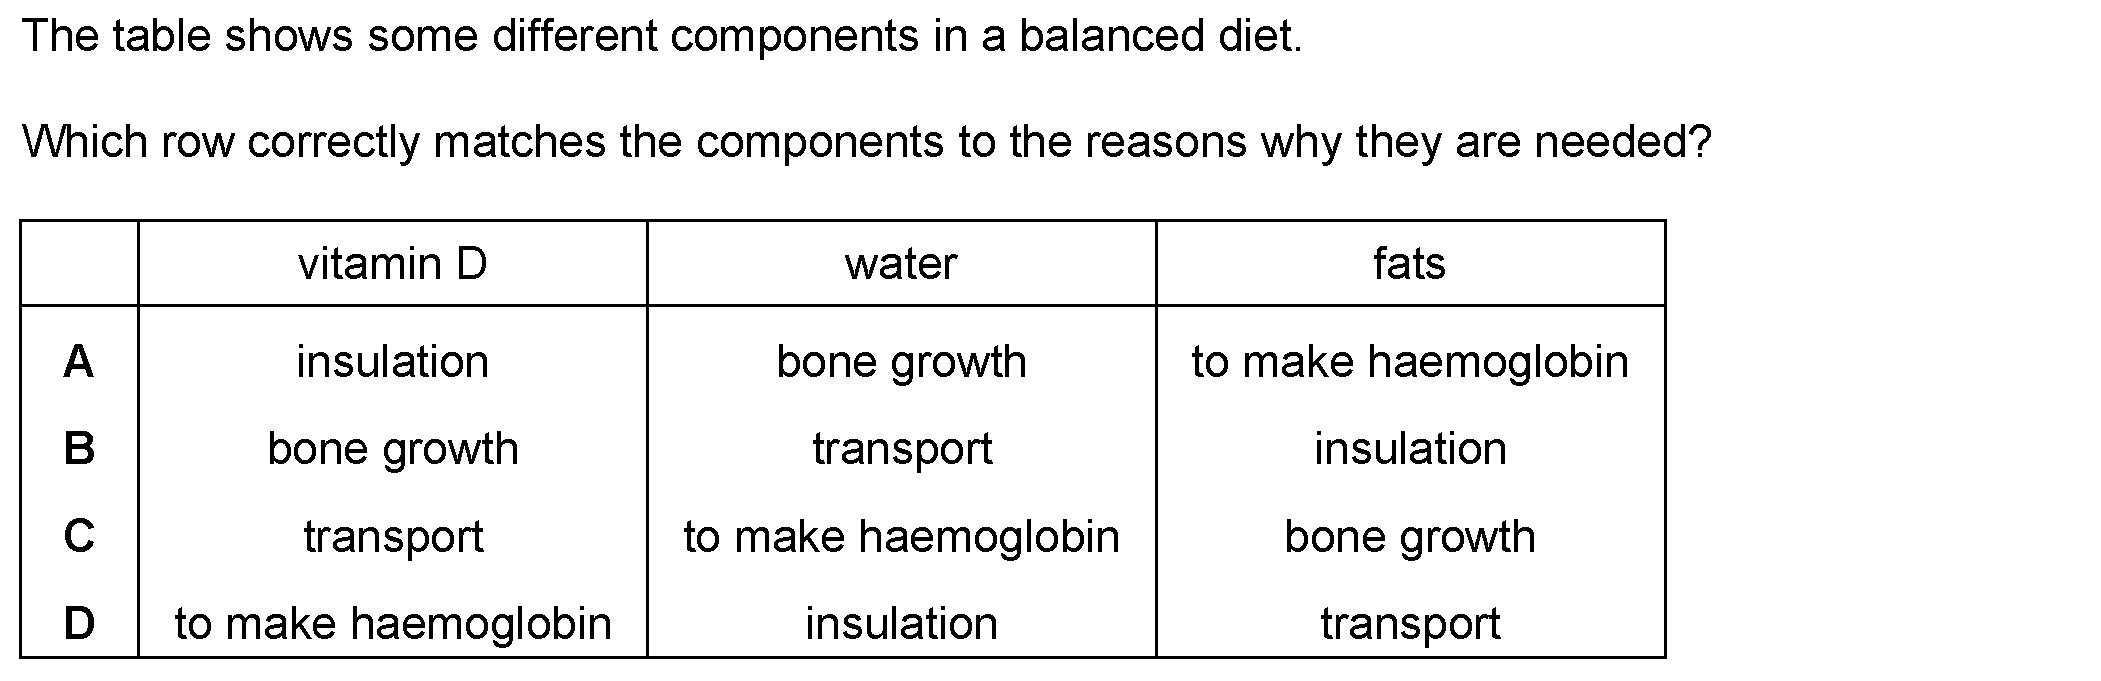 The table shows some different components in a balanced diet.
Which row correctly matches the components to the reasons why they are needed?
vitamin D water fats
A insulation bone growth to make haemoglobin
B bone growth transport insulation
C transport to make haemoglobin bone growth
D to make haemoglobin insulation transport